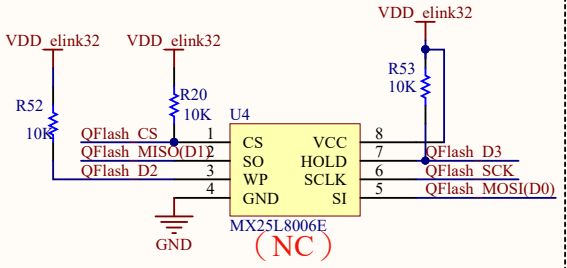 VDD_elink32
VDD_elink32
VDD_elink32
R52
10K
R20
10K
R53
10K
U4
QFlash_CS
1
CS
VCC
8
QFlash_MISO(D1)
2
SO
HOLD
7
QFlash_D3
QFlash_D2
3
WP
SCLK
6
QFlash_SCK
4
GND
SI
5
QFlash_MOSI(D0)
GND
MX25L8006E
（NC）